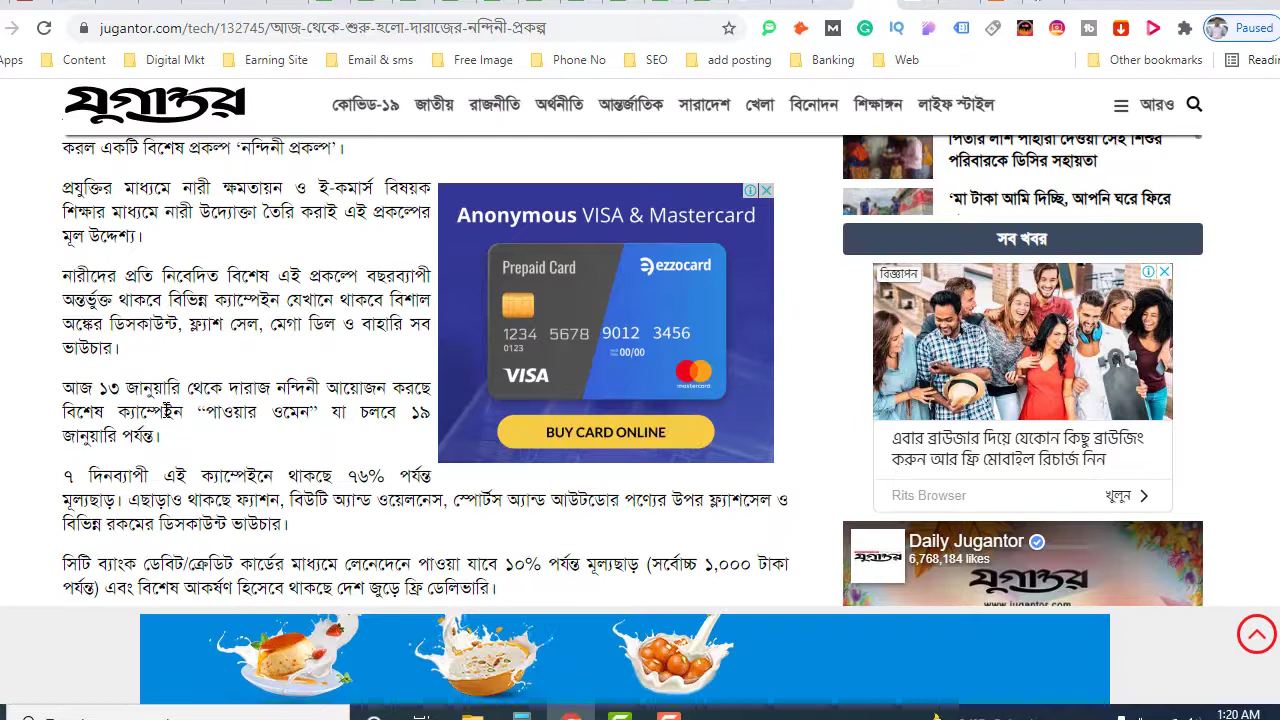 jugantor.com/tech/132745/আজ-থেকে-শুরু-হলো-দারাজের-নন্দিনী-প্রকল্প
Paused
Apps Content Digital Mkt Earning Site Email & sms Free Image Phone No SEO add posting Banking Web Other bookmarks Readin
যুগান্তর
কোভিড-১৯ জাতীয় রাজনীতি অর্থনীতি আন্তর্জাতিক সারাদেশ খেলা বিনোদন শিক্ষাঙ্গন লাইফ স্টাইল আরও
করল একটি বিশেষ প্রকল্প ‘নন্দিনী প্রকল্প’।
প্রযুক্তির মাধ্যমে নারী ক্ষমতায়ন ও ই-কমার্স বিষয়ক
শিক্ষার মাধ্যমে নারী উদ্যোক্তা তৈরি করাই এই প্রকল্পের
মূল উদ্দেশ্য।
নারীদের প্রতি নিবেদিত বিশেষ এই প্রকল্পে বছরব্যাপী
অন্তর্ভুক্ত থাকবে বিভিন্ন ক্যাম্পেইন যেখানে থাকবে বিশাল
অঙ্কের ডিসকাউন্ট, ফ্ল্যাশ সেল, মেগা ডিল ও বাহারি সব
ভাউচার।
আজ ১৩ জানুয়ারি থেকে দারাজ নন্দিনী আয়োজন করছে
বিশেষ ক্যাম্পেইন “পাওয়ার ওমেন” যা চলবে ১৯
জানুয়ারি পর্যন্ত।
৭ দিনব্যাপী এই ক্যাম্পেইনে থাকছে ৭৬% পর্যন্ত
মূল্যছাড়। এছাড়াও থাকছে ফ্যাশন, বিউটি অ্যান্ড ওয়েলনেস, স্পোর্টস অ্যান্ড আউটডোর পণ্যের উপর ফ্ল্যাশসেল ও
বিভিন্ন রকমের ডিসকাউন্ট ভাউচার।
সিটি ব্যাংক ডেবিট/ক্রেডিট কার্ডের মাধ্যমে লেনদেনে পাওয়া যাবে ১০% পর্যন্ত মূল্যছাড় (সর্বোচ্চ ১,০০০ টাকা
পর্যন্ত) এবং বিশেষ আকর্ষণ হিসেবে থাকছে দেশ জুড়ে ফ্রি ডেলিভারি।
Anonymous VISA & Mastercard
Prepaid Card ezzocard
1234 5678 9012 3456
0123 00/00
VISA mastercard
BUY CARD ONLINE
পিতার লাশ পাহারা দেওয়া সেই শিশুর
পরিবারকে ডিসির সহায়তা
‘মা টাকা আমি দিচ্ছি, আপনি ঘরে ফিরে
সব খবর
বিজ্ঞাপন
এবার ব্রাউজার দিয়ে যেকোন কিছু ব্রাউজিং
করুন আর ফ্রি মোবাইল রিচার্জ নিন
Rits Browser খুলুন
Daily Jugantor
6,768,184 likes
যুগান্তর
যুগান্তর
www.jugantor.com
1:20 AM